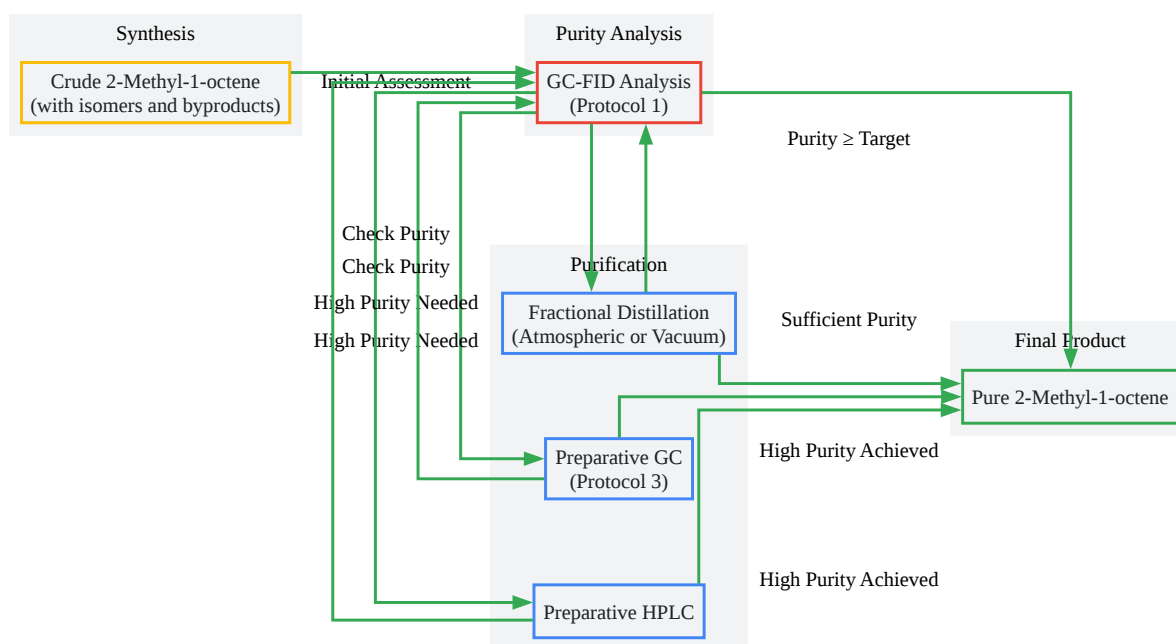 Synthesis
Crude 2-Methyl-1-octene
(with isomers and byproducts)
Initial Assessment
Purity Analysis
GC-FID Analysis
(Protocol 1)
Purity ≥ Target
Check Purity
Check Purity
High Purity Needed
High Purity Needed
Purification
Fractional Distillation
(Atmospheric or Vacuum)
Sufficient Purity
Final Product
Pure 2-Methyl-1-octene
Preparative GC
(Protocol 3)
High Purity Achieved
High Purity Achieved
Preparative HPLC